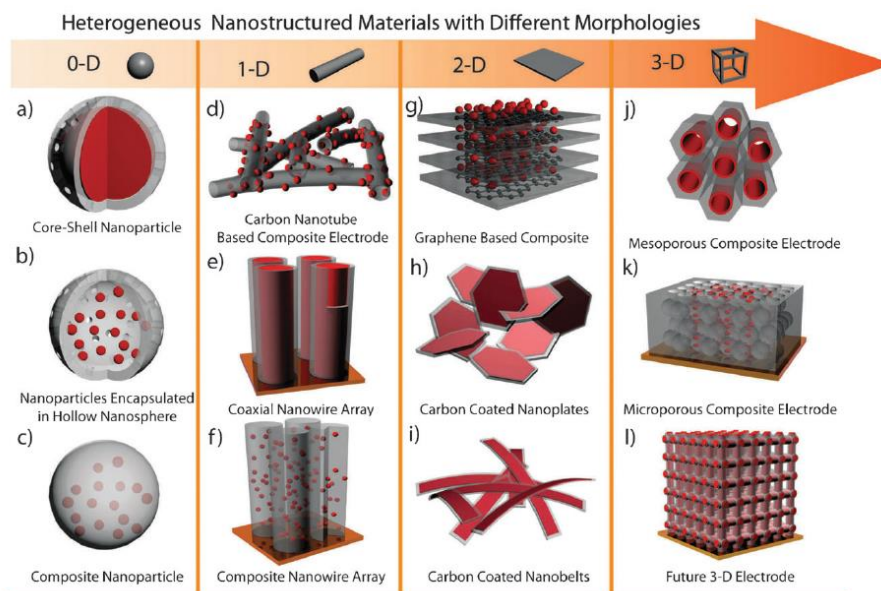 Heterogeneous Nanostructured Materials with Different Morphologies
0-D
1-D
2-D
3-D
a)
Core-Shell Nanoparticle
b)
Nanoparticles Encapsulated
in Hollow Nanosphere
c)
Composite Nanoparticle
d)
Carbon Nanotube
Based Composite Electrode
e)
Coaxial Nanowire Array
f)
Composite Nanowire Array
g)
Graphene Based Composite
h)
Carbon Coated Nanoplates
i)
Carbon Coated Nanobelts
j)
Mesoporous Composite Electrode
k)
Microporous Composite Electrode
l)
Future 3-D Electrode